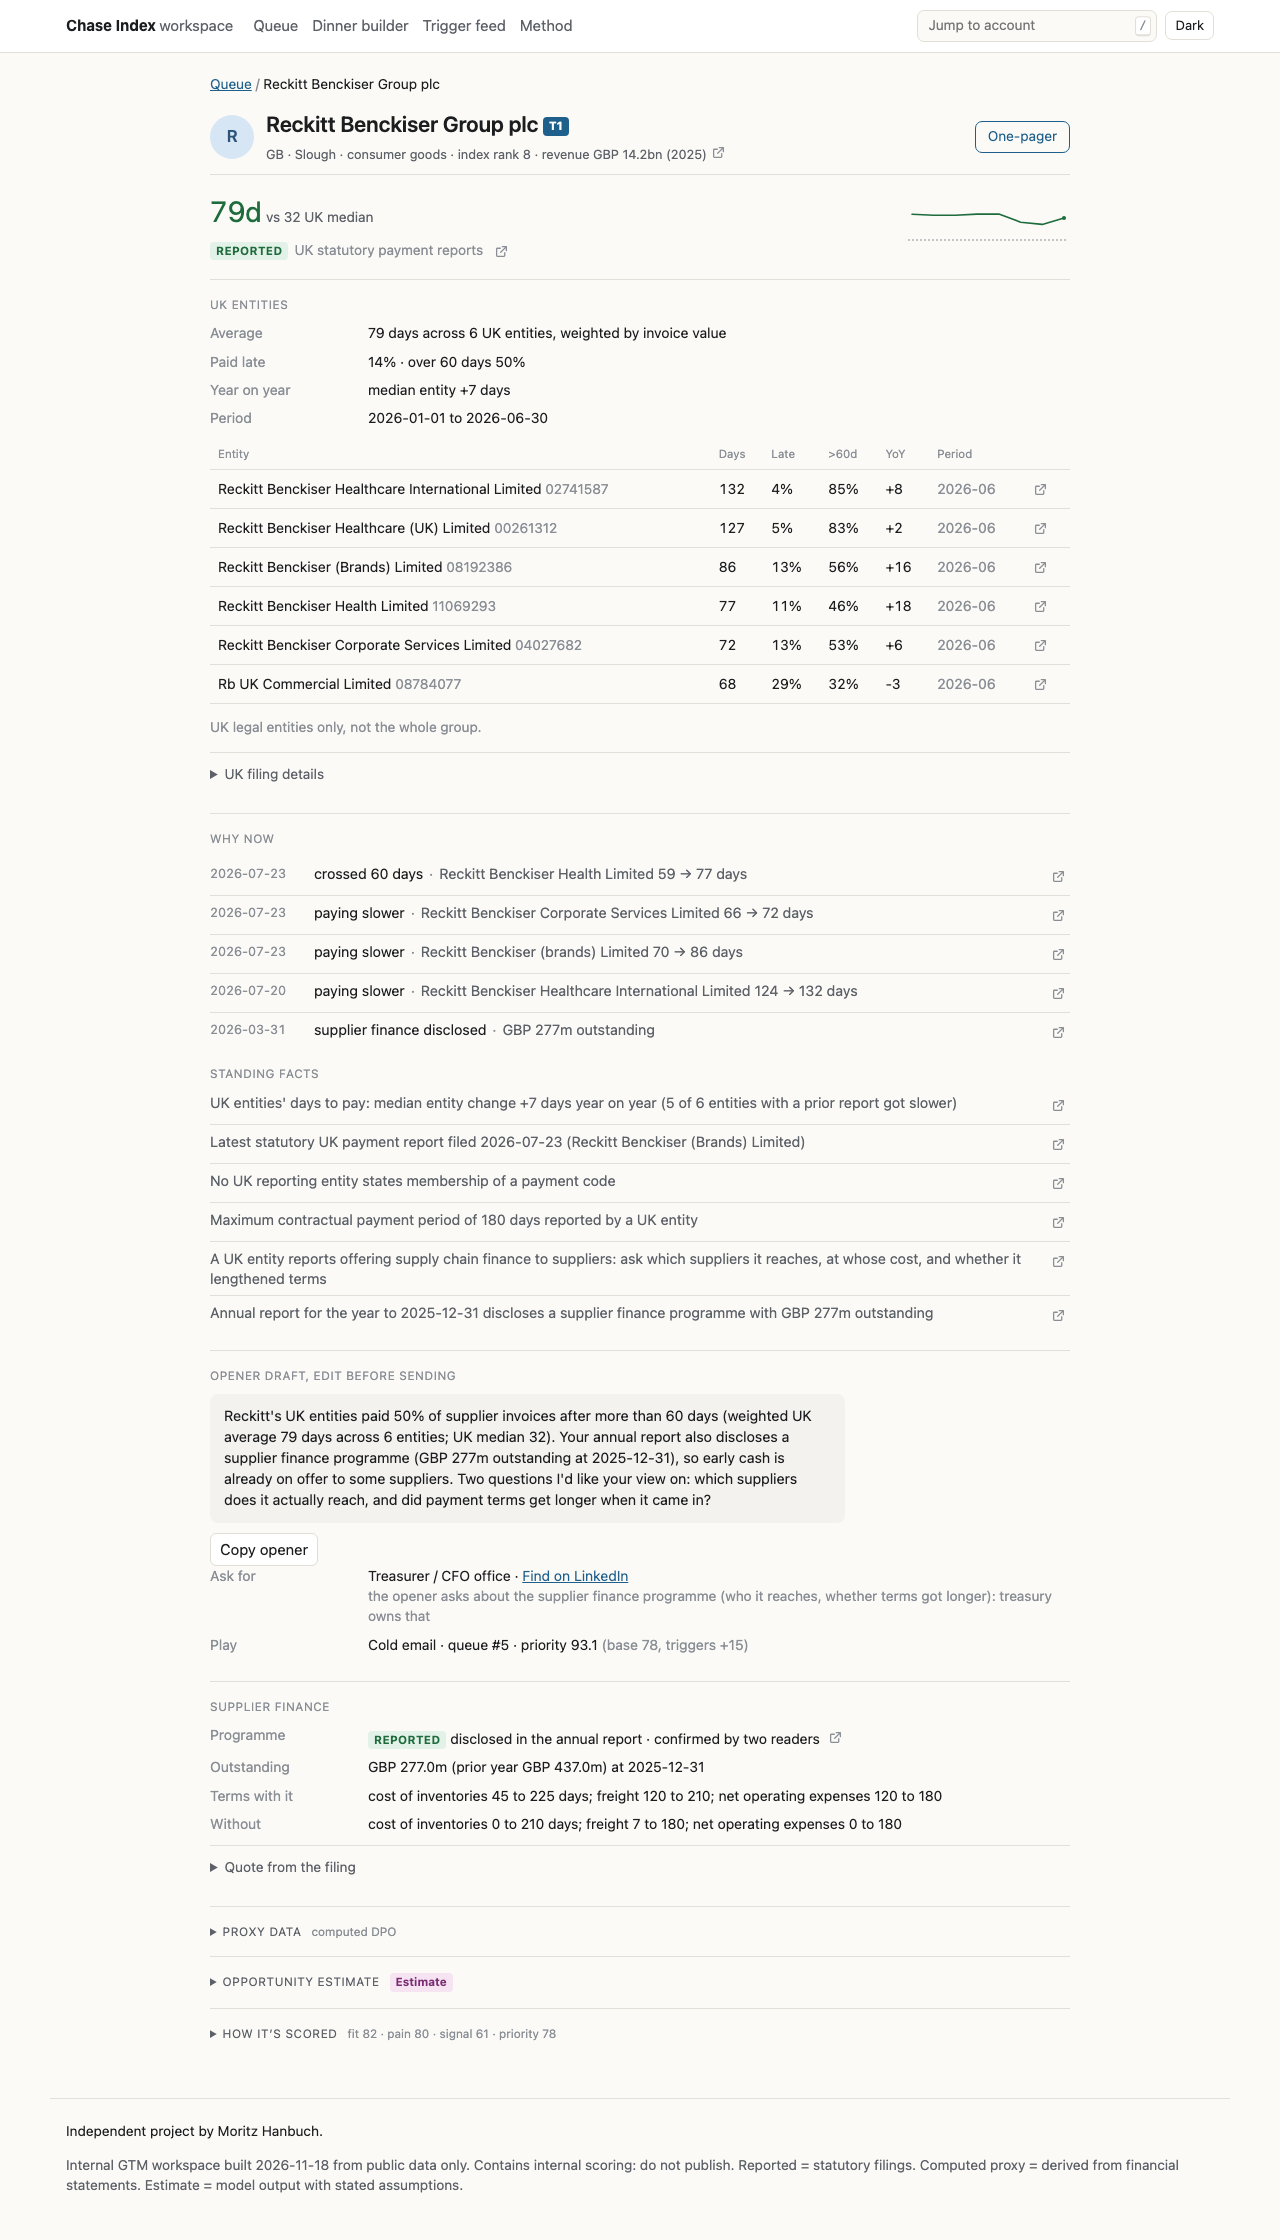 Chase Index workspace Queue Dinner builder Trigger feed Method Jump to account / Dark
Queue / Reckitt Benckiser Group plc
R
Reckitt Benckiser Group plc T1
One-pager
GB · Slough · consumer goods · index rank 8 · revenue GBP 14.2bn (2025)
79d vs 32 UK median
REPORTED UK statutory payment reports
UK ENTITIES
Average 79 days across 6 UK entities, weighted by invoice value
Paid late 14% · over 60 days 50%
Year on year median entity +7 days
Period 2026-01-01 to 2026-06-30
Entity Days Late >60d YoY Period
Reckitt Benckiser Healthcare International Limited 02741587 132 4% 85% +8 2026-06
Reckitt Benckiser Healthcare (UK) Limited 00261312 127 5% 83% +2 2026-06
Reckitt Benckiser (Brands) Limited 08192386 86 13% 56% +16 2026-06
Reckitt Benckiser Health Limited 11069293 77 11% 46% +18 2026-06
Reckitt Benckiser Corporate Services Limited 04027682 72 13% 53% +6 2026-06
Rb UK Commercial Limited 08784077 68 29% 32% -3 2026-06
UK legal entities only, not the whole group.
UK filing details
WHY NOW
2026-07-23 crossed 60 days · Reckitt Benckiser Health Limited 59 → 77 days
2026-07-23 paying slower · Reckitt Benckiser Corporate Services Limited 66 → 72 days
2026-07-23 paying slower · Reckitt Benckiser (brands) Limited 70 → 86 days
2026-07-20 paying slower · Reckitt Benckiser Healthcare International Limited 124 → 132 days
2026-03-31 supplier finance disclosed · GBP 277m outstanding
STANDING FACTS
UK entities' days to pay: median entity change +7 days year on year (5 of 6 entities with a prior report got slower)
Latest statutory UK payment report filed 2026-07-23 (Reckitt Benckiser (Brands) Limited)
No UK reporting entity states membership of a payment code
Maximum contractual payment period of 180 days reported by a UK entity
A UK entity reports offering supply chain finance to suppliers: ask which suppliers it reaches, at whose cost, and whether it
lengthened terms
Annual report for the year to 2025-12-31 discloses a supplier finance programme with GBP 277m outstanding
OPENER DRAFT, EDIT BEFORE SENDING
Reckitt's UK entities paid 50% of supplier invoices after more than 60 days (weighted UK
average 79 days across 6 entities; UK median 32). Your annual report also discloses a
supplier finance programme (GBP 277m outstanding at 2025-12-31), so early cash is
already on offer to some suppliers. Two questions I'd like your view on: which suppliers
does it actually reach, and did payment terms get longer when it came in?
Copy opener
Ask for Treasurer / CFO office · Find on LinkedIn
the opener asks about the supplier finance programme (who it reaches, whether terms got longer): treasury
owns that
Play Cold email · queue #5 · priority 93.1 (base 78, triggers +15)
SUPPLIER FINANCE
Programme REPORTED disclosed in the annual report · confirmed by two readers
Outstanding GBP 277.0m (prior year GBP 437.0m) at 2025-12-31
Terms with it cost of inventories 45 to 225 days; freight 120 to 210; net operating expenses 120 to 180
Without cost of inventories 0 to 210 days; freight 7 to 180; net operating expenses 0 to 180
Quote from the filing
PROXY DATA computed DPO
OPPORTUNITY ESTIMATE Estimate
HOW IT'S SCORED fit 82 · pain 80 · signal 61 · priority 78
Independent project by Moritz Hanbuch.
Internal GTM workspace built 2026-11-18 from public data only. Contains internal scoring: do not publish. Reported = statutory filings. Computed proxy = derived from financial
statements. Estimate = model output with stated assumptions.